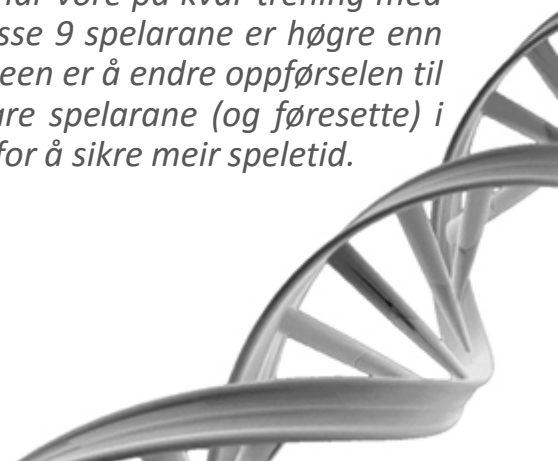 har vore på kvar trening med
sse 9 spelarane er høgre enn
een er å endre oppførselen til
are spelarane (og føresette) i
for å sikre meir speletid.